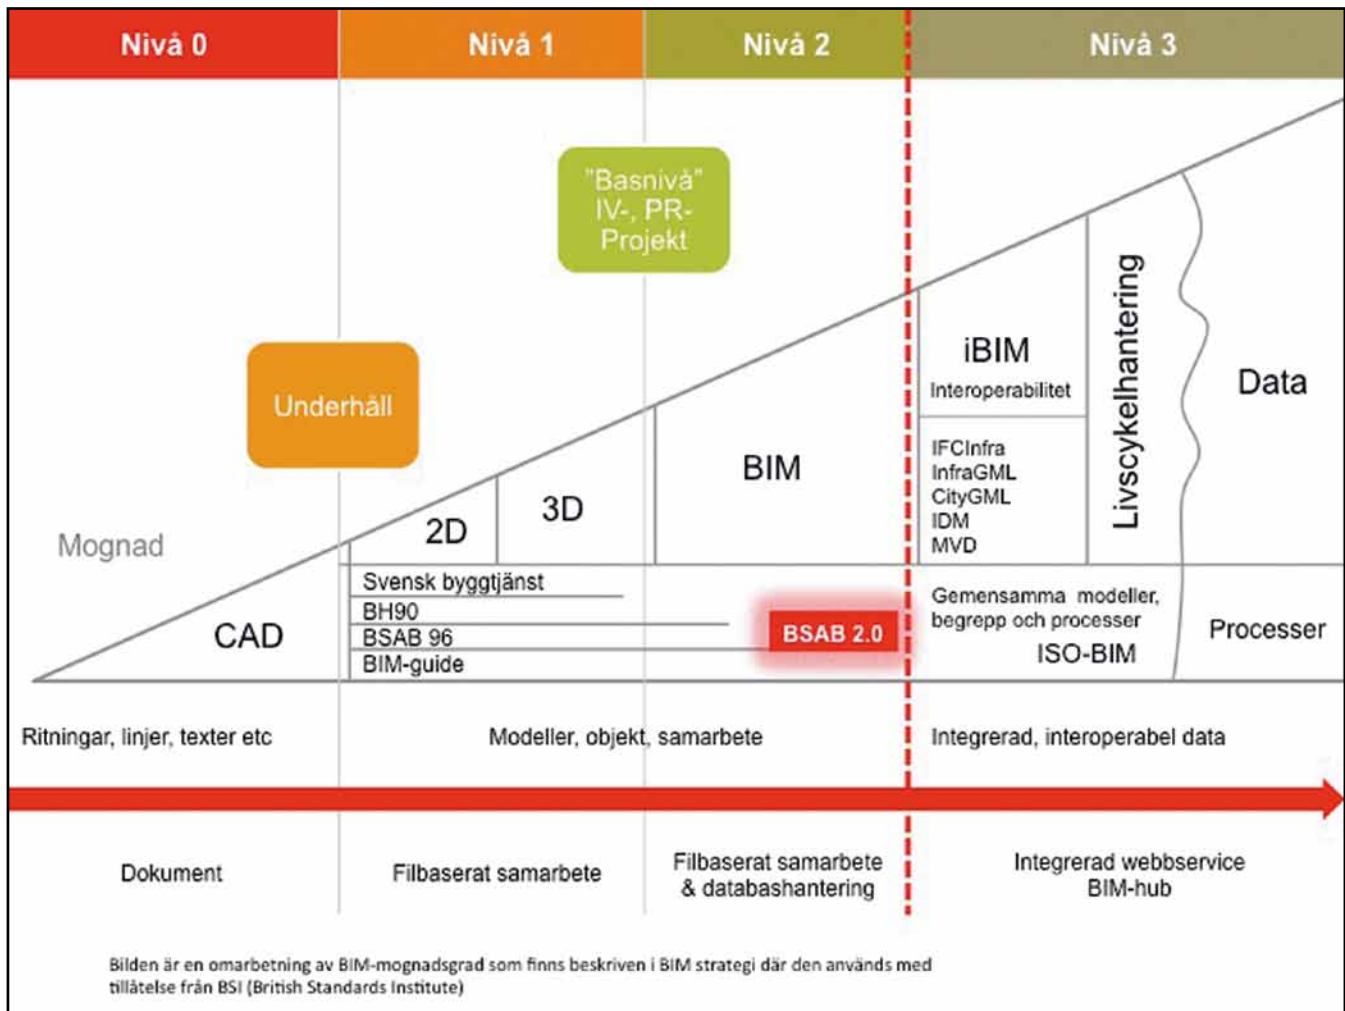 Nivå 0
Nivå 1
Nivå 2
Nivå 3
"Basnivå"
IV-, PR-
Projekt
Underhåll
Mognad
CAD
2D
3D
BIM
iBIM
Interoperabilitet
IFCInfra
InfraGML
CityGML
IDM
MVD
Livscykelhantering
Data
Svensk byggtjänst
BH90
BSAB 96
BIM-guide
BSAB 2.0
Gemensamma modeller,
begrepp och processer
ISO-BIM
Processer
Ritningar, linjer, texter etc
Modeller, objekt, samarbete
Integrerad, interoperabel data
Dokument
Filbaserat samarbete
Filbaserat samarbete
& databashantering
Integrerad webbservice
BIM-hub
Bilden är en omarbetning av BIM-mognadsgrad som finns beskriven i BIM strategi där den används med
tillåtelse från BSI (British Standards Institute)